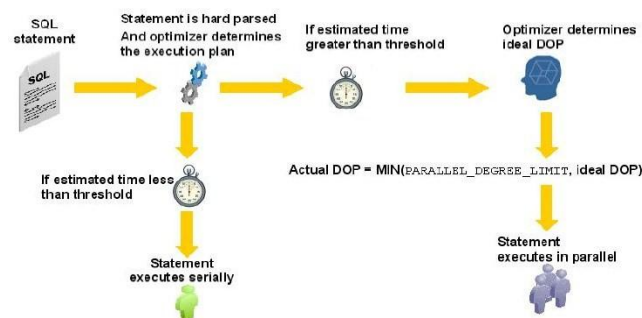 SQL
statement
SQL
Statement is hard parsed
And optimizer determines
the execution plan
If estimated time
greater than threshold
Optimizer determines
ideal DOP
If estimated time less
than threshold
Actual DOP = MIN(PARALLEL_DEGREE_LIMIT, ideal DOP)
Statement
executes serially
Statement
executes in parallel